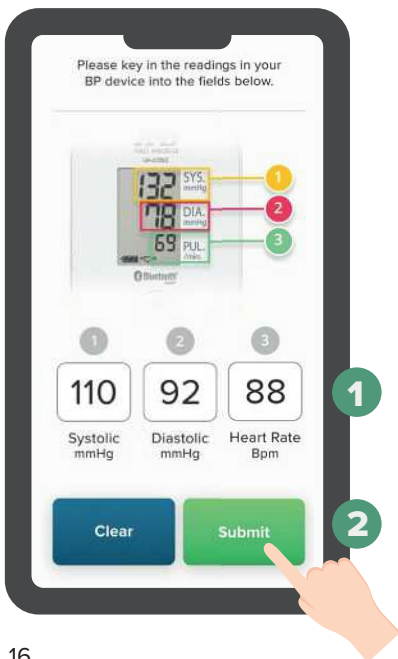 Please key in the readings in your
BP device into the fields below.
132 SYS. mmHg 1
78 DIA. mmHg 2
69 PUL. /min. 3
Bluetooth
1 2 3
110 92 88 1
Systolic Diastolic Heart Rate
mmHg mmHg Bpm
Clear Submit 2
16